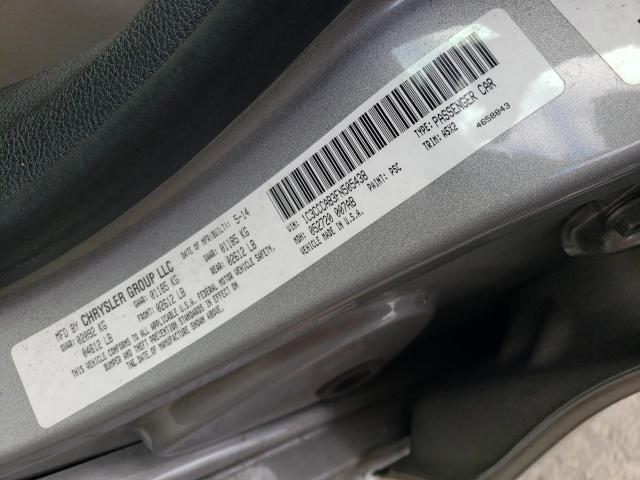 MFD BY CHRYSLER GROUP LLC
DATE OF MFR(BUILT): 5-14
GVWR: 02092 KG
04612 LB
GAWR: 01185 KG
FRONT: 02612 LB
GAWR: 01185 KG
REAR: 02612 LB
THIS VEHICLE CONFORMS TO ALL APPLICABLE U.S.A. FEDERAL MOTOR VEHICLE SAFETY,
BUMPER AND THEFT PREVENTION STANDARDS IN EFFECT ON
THE DATE OF MANUFACTURE SHOWN ABOVE.
VIN: 1C3CCCAB3FN505438
MDH: 052720 007AB
PAINT: PSC
VEHICLE MADE IN U.S.A.
TYPE: PASSENGER CAR
TRIM: A5X2
4658843